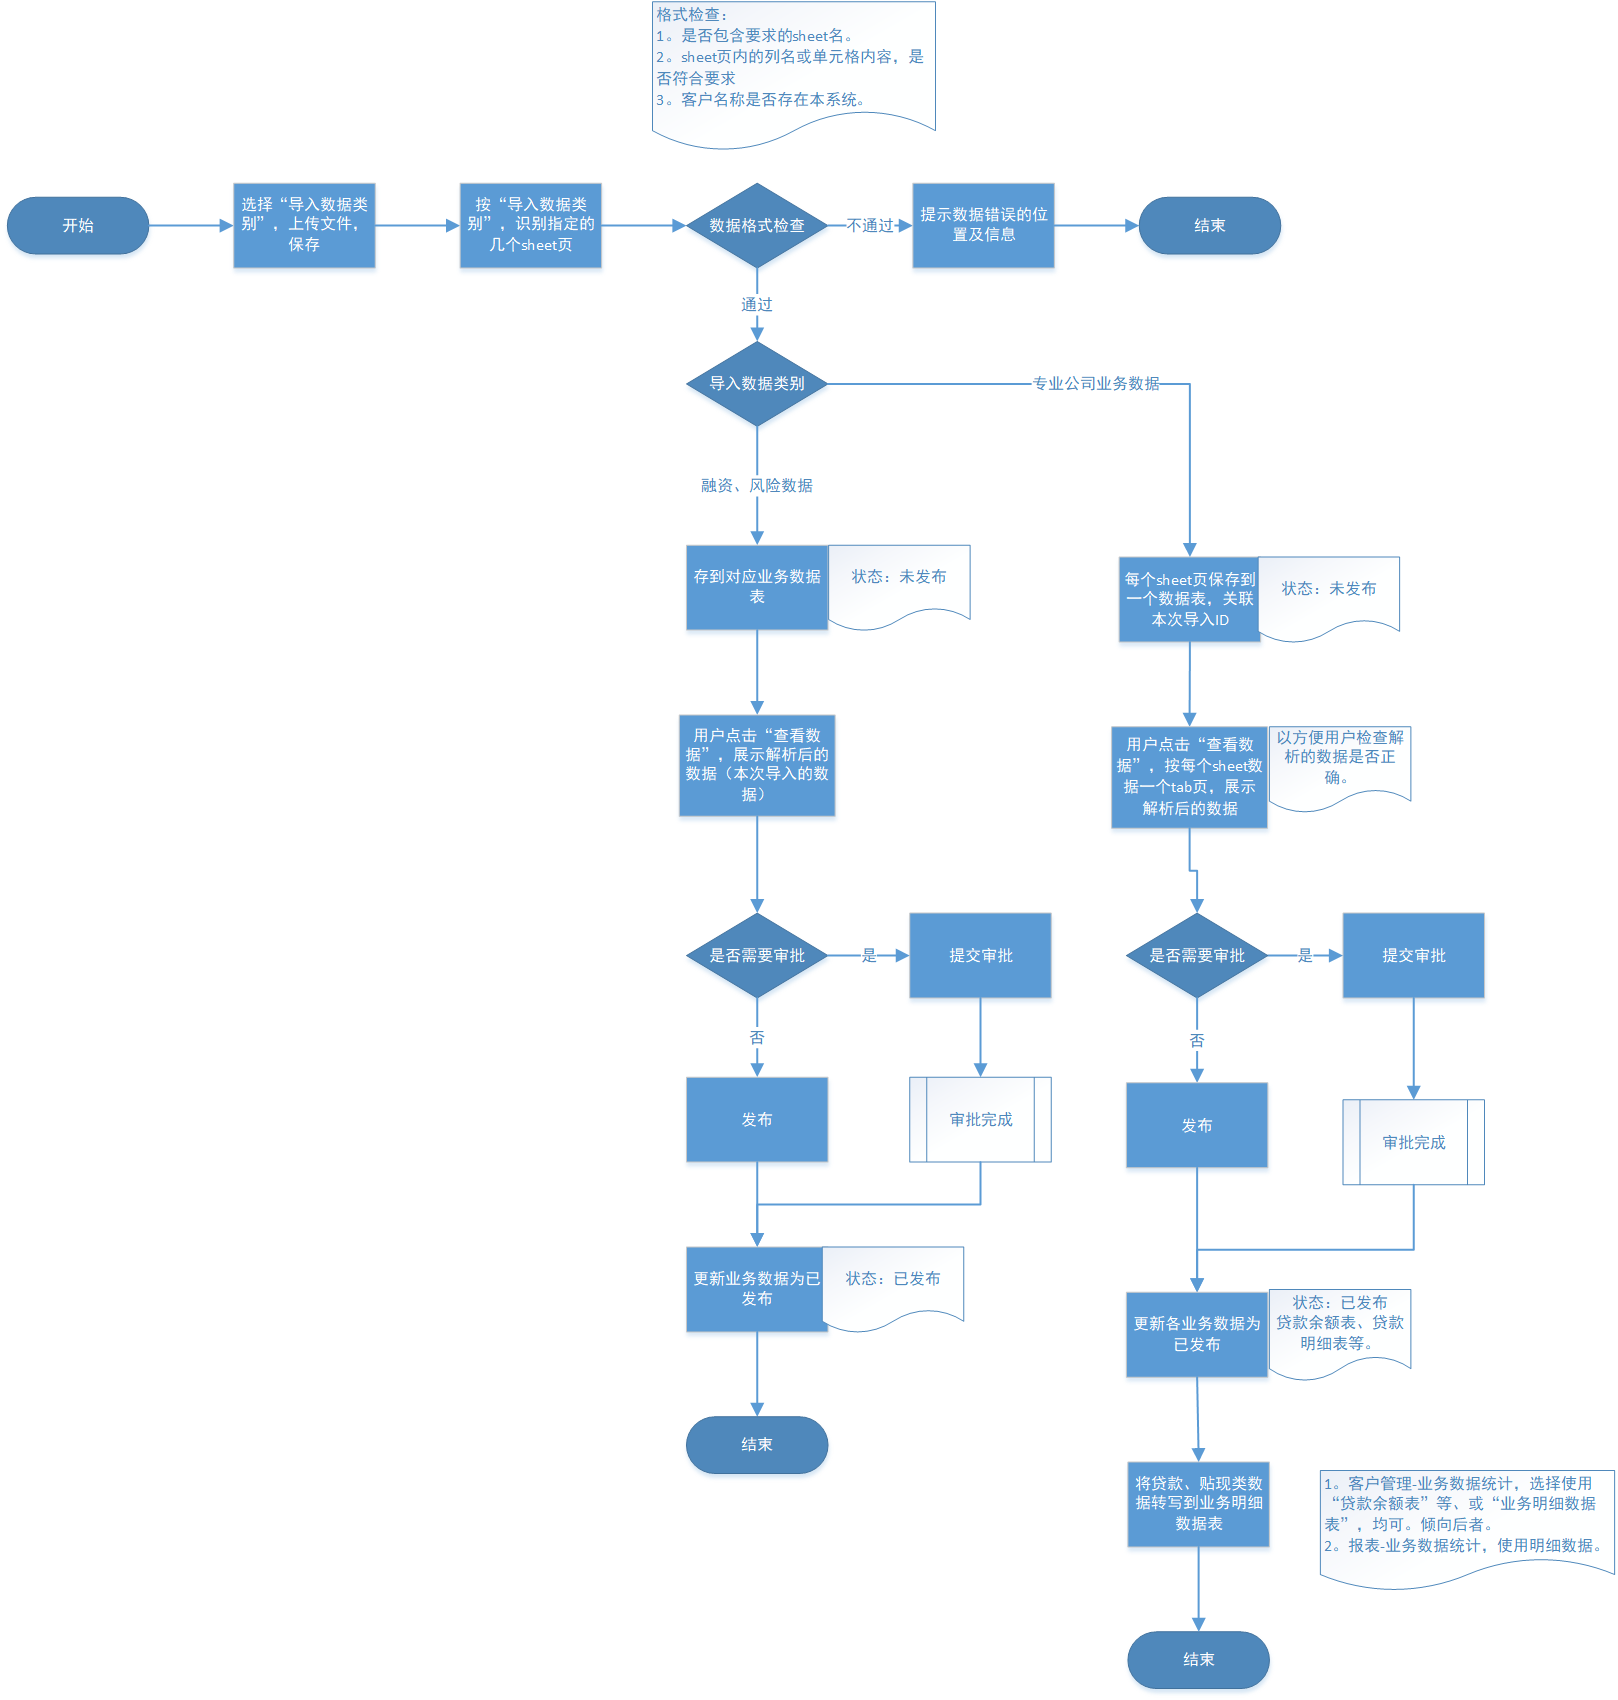 格式检查：
1。是否包含要求的sheet名。
2。sheet页内的列名或单元格内容，是
否符合要求
3。客户名称是否存在本系统。
开始
选择“导入数据类
别”，上传文件，
保存
按“导入数据类
别”，识别指定的
几个sheet页
数据格式检查
不通过
提示数据错误的位
置及信息
结束
通过
导入数据类别
专业公司业务数据
融资、风险数据
存到对应业务数据
表
状态：未发布
每个sheet页保存到
一个数据表，关联
本次导入ID
状态：未发布
用户点击“查看数
据”，展示解析后的
数据（本次导入的数
据）
用户点击“查看数
据”，按每个sheet数
据一个tab页，展示
解析后的数据
以方便用户检查解
析的数据是否正
确。
是否需要审批
是
提交审批
是否需要审批
是
提交审批
否
否
发布
审批完成
发布
审批完成
更新业务数据为已
发布
状态：已发布
更新各业务数据为
已发布
状态：已发布
贷款余额表、贷款
明细表等。
结束
将贷款、贴现类数
据转写到业务明细
数据表
1。客户管理-业务数据统计，选择使用
“贷款余额表”等、或“业务明细数据
表”，均可。倾向后者。
2。报表-业务数据统计，使用明细数据。
结束